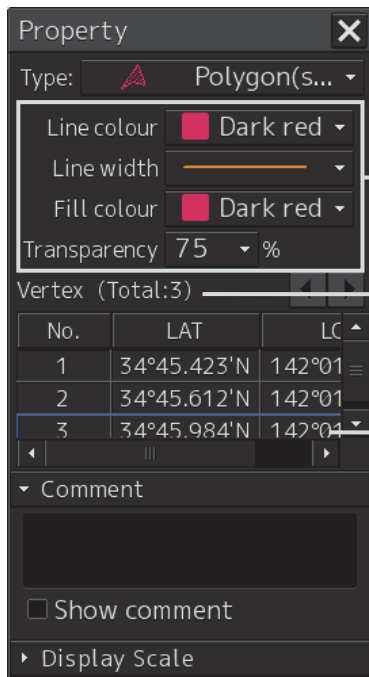 Property
Type: Polygon(s...
Line colour Dark red
Line width
Fill colour Dark red
Transparency 75 %
Vertex (Total:3)
No. LAT
1 34°45.423'N 142°01
2 34°45.612'N 142°01
3 34°45.984'N 142°01
Comment
Show comment
Display Scale